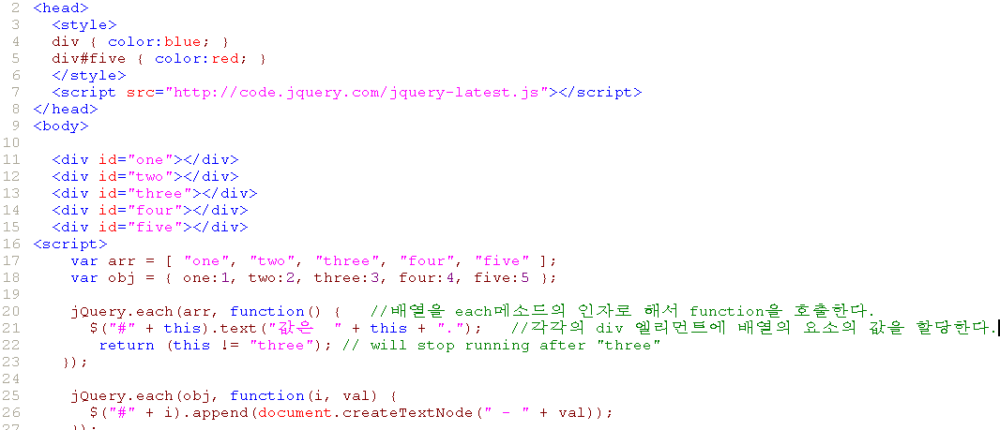 2 <head>
3   <style>
4   div { color:blue; }
5   div#five { color:red; }
6   </style>
7   <script src="http://code.jquery.com/jquery-latest.js"></script>
8 </head>
9 <body>
10
11   <div id="one"></div>
12   <div id="two"></div>
13   <div id="three"></div>
14   <div id="four"></div>
15   <div id="five"></div>
16 <script>
17     var arr = [ "one", "two", "three", "four", "five" ];
18     var obj = { one:1, two:2, three:3, four:4, five:5 };
19
20     jQuery.each(arr, function() {   //배열을 each메소드의 인자로 해서 function을 호출한다.
21       $("#" + this).text("값은  " + this + ".");   //각각의 div 엘리먼트에 배열의 요소의 값을 할당한다.
22        return (this != "three"); // will stop running after "three"
23    });
24
25     jQuery.each(obj, function(i, val) {
26       $("#" + i).append(document.createTextNode(" - " + val));
27     });